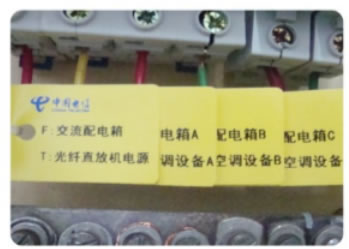 中国电信
F:交流配电箱
T:光纤直放机电源
电箱A
调设备A
配电箱B
空调设备B
配电箱C
空调设备C